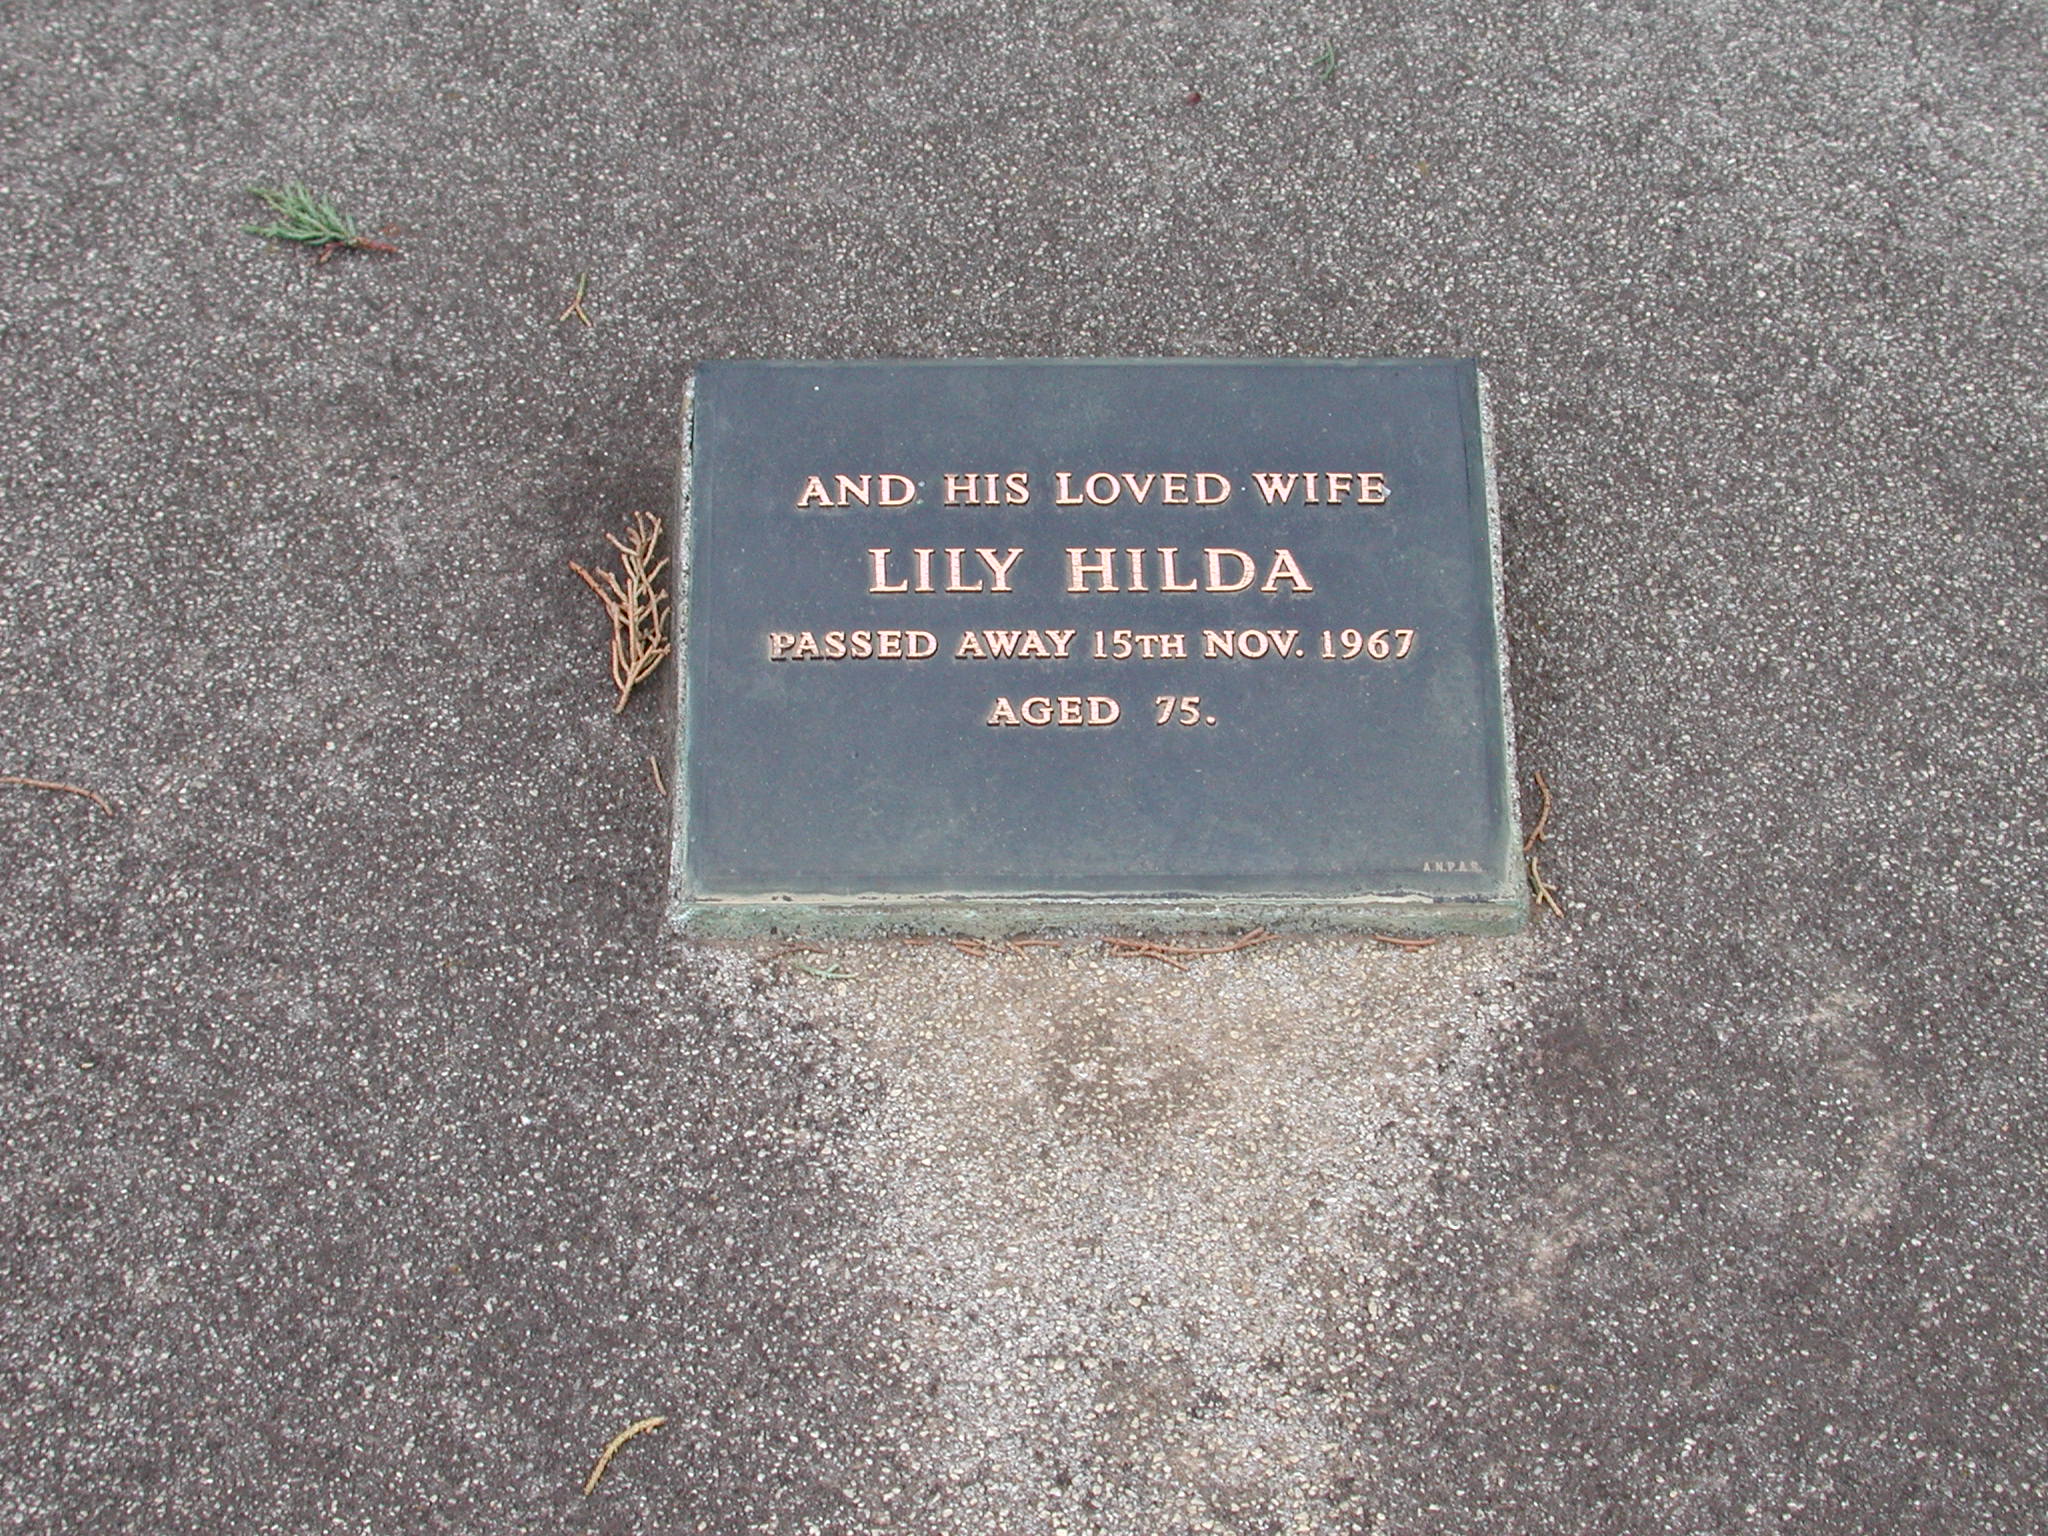 AND HIS LOVED WIFE
LILY HILDA
PASSED AWAY 15TH NOV. 1967
AGED 75.
A.N.P.A.S.